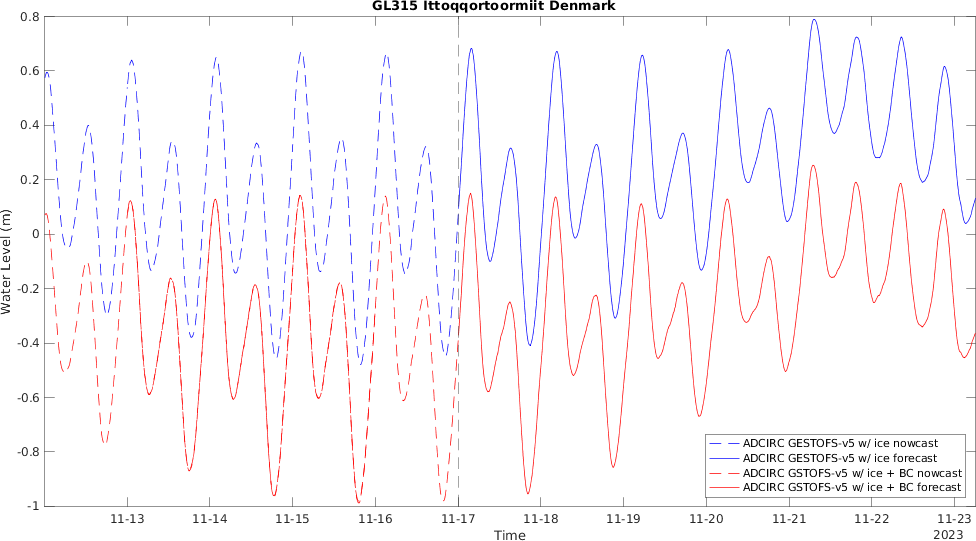 GL315 Ittoqqortoormiit Denmark
Water Level (m)
0.8
0.6
0.4
0.2
0
-0.2
-0.4
-0.6
-0.8
-1
ADCIRC GESTOFS-v5 w/ ice nowcast
ADCIRC GESTOFS-v5 w/ ice forecast
ADCIRC GSTOFS-v5 w/ ice + BC nowcast
ADCIRC GSTOFS-v5 w/ ice + BC forecast
11-13 11-14 11-15 11-16 11-17 11-18 11-19 11-20 11-21 11-22 11-23
Time
2023